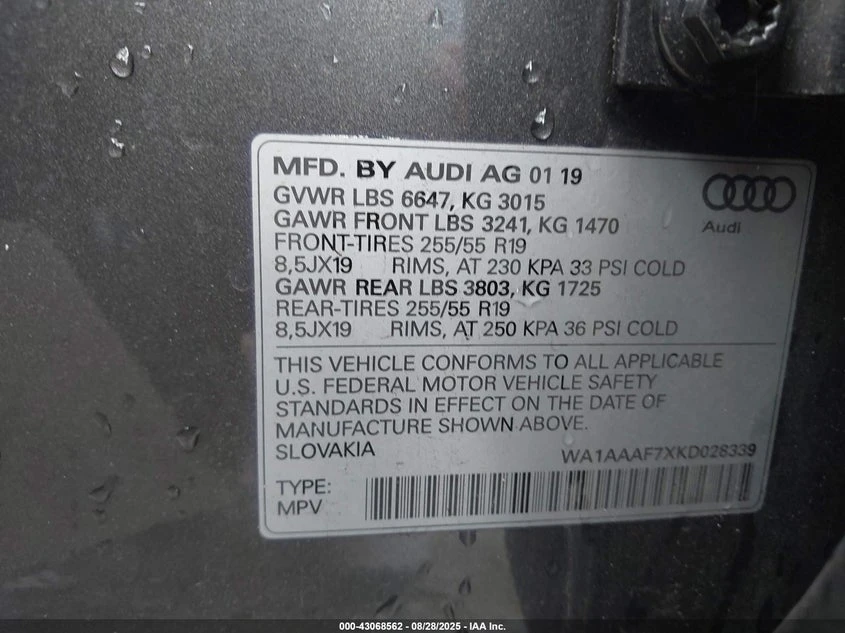 MFD. BY AUDI AG 01 19
GVWR LBS 6647, KG 3015
GAWR FRONT LBS 3241, KG 1470
FRONT-TIRES 255/55 R19
8,5JX19 RIMS, AT 230 KPA 33 PSI COLD
GAWR REAR LBS 3803, KG 1725
REAR-TIRES 255/55 R19
8,5JX19 RIMS, AT 250 KPA 36 PSI COLD
Audi
THIS VEHICLE CONFORMS TO ALL APPLICABLE
U.S. FEDERAL MOTOR VEHICLE SAFETY
STANDARDS IN EFFECT ON THE DATE OF
MANUFACTURE SHOWN ABOVE.
SLOVAKIA WA1AAAF7XKD028339
TYPE:
MPV
000-43068562 - 08/28/2025 - IAA Inc.